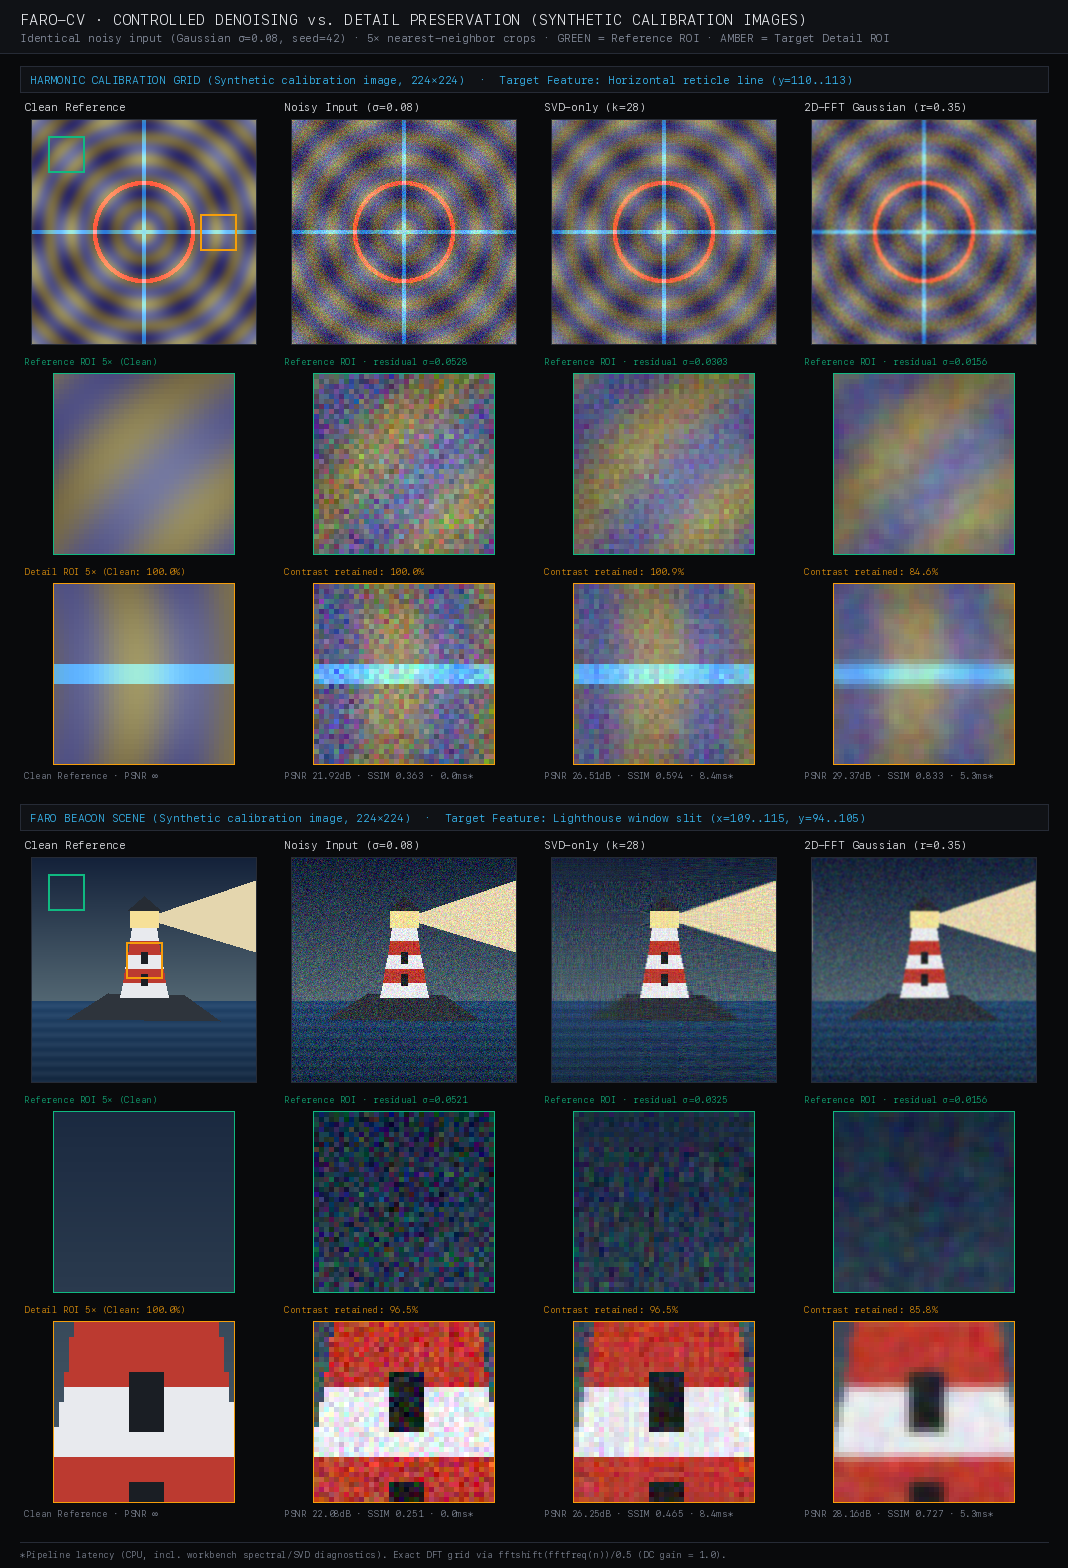 FARO-CV · CONTROLLED DENOISING vs. DETAIL PRESERVATION (SYNTHETIC CALIBRATION IMAGES)
Identical noisy input (Gaussian σ=0.08, seed=42) · 5× nearest-neighbor crops · GREEN = Reference ROI · AMBER = Target Detail ROI
HARMONIC CALIBRATION GRID (Synthetic calibration image, 224×224) · Target Feature: Horizontal reticle line (y=110..113)
Clean Reference
Noisy Input (σ=0.08)
SVD-only (k=28)
2D-FFT Gaussian (r=0.35)
Reference ROI 5× (Clean)
Reference ROI · residual σ=0.0528
Reference ROI · residual σ=0.0303
Reference ROI · residual σ=0.0156
Detail ROI 5× (Clean: 100.0%)
Contrast retained: 100.0%
Contrast retained: 100.9%
Contrast retained: 84.6%
Clean Reference · PSNR ∞
PSNR 21.92dB · SSIM 0.363 · 0.0ms*
PSNR 26.51dB · SSIM 0.594 · 8.4ms*
PSNR 29.37dB · SSIM 0.833 · 5.3ms*
FARO BEACON SCENE (Synthetic calibration image, 224×224) · Target Feature: Lighthouse window slit (x=109..115, y=94..105)
Clean Reference
Noisy Input (σ=0.08)
SVD-only (k=28)
2D-FFT Gaussian (r=0.35)
Reference ROI 5× (Clean)
Reference ROI · residual σ=0.0521
Reference ROI · residual σ=0.0325
Reference ROI · residual σ=0.0156
Detail ROI 5× (Clean: 100.0%)
Contrast retained: 96.5%
Contrast retained: 96.5%
Contrast retained: 85.8%
Clean Reference · PSNR ∞
PSNR 22.08dB · SSIM 0.251 · 0.0ms*
PSNR 26.25dB · SSIM 0.465 · 8.4ms*
PSNR 28.16dB · SSIM 0.727 · 5.3ms*
*Pipeline latency (CPU, incl. workbench spectral/SVD diagnostics). Exact DFT grid via fftshift(fftfreq(n))/0.5 (DC gain = 1.0).